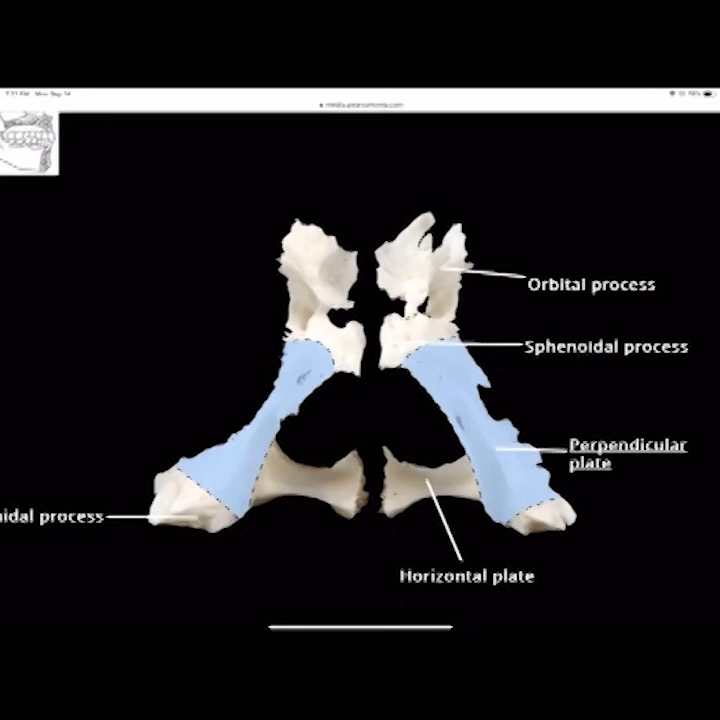 Orbital process
Sphenoidal process
Perpendicular
plate
idal process
Horizontal plate